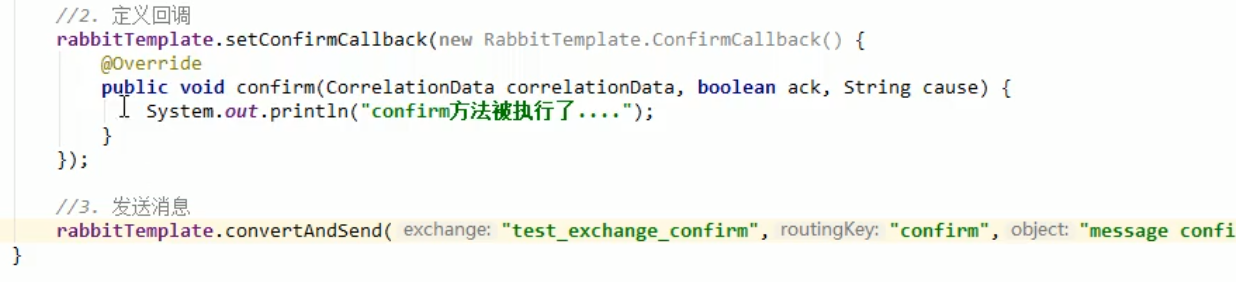 //2. 定义回调
rabbitTemplate.setConfirmCallback(new RabbitTemplate.ConfirmCallback() {
@Override
public void confirm(CorrelationData correlationData, boolean ack, String cause) {
System.out.println("confirm方法被执行了....");
}
});
//3. 发送消息
rabbitTemplate.convertAndSend( exchange: "test_exchange_confirm", routingKey: "confirm", object: "message confi
}